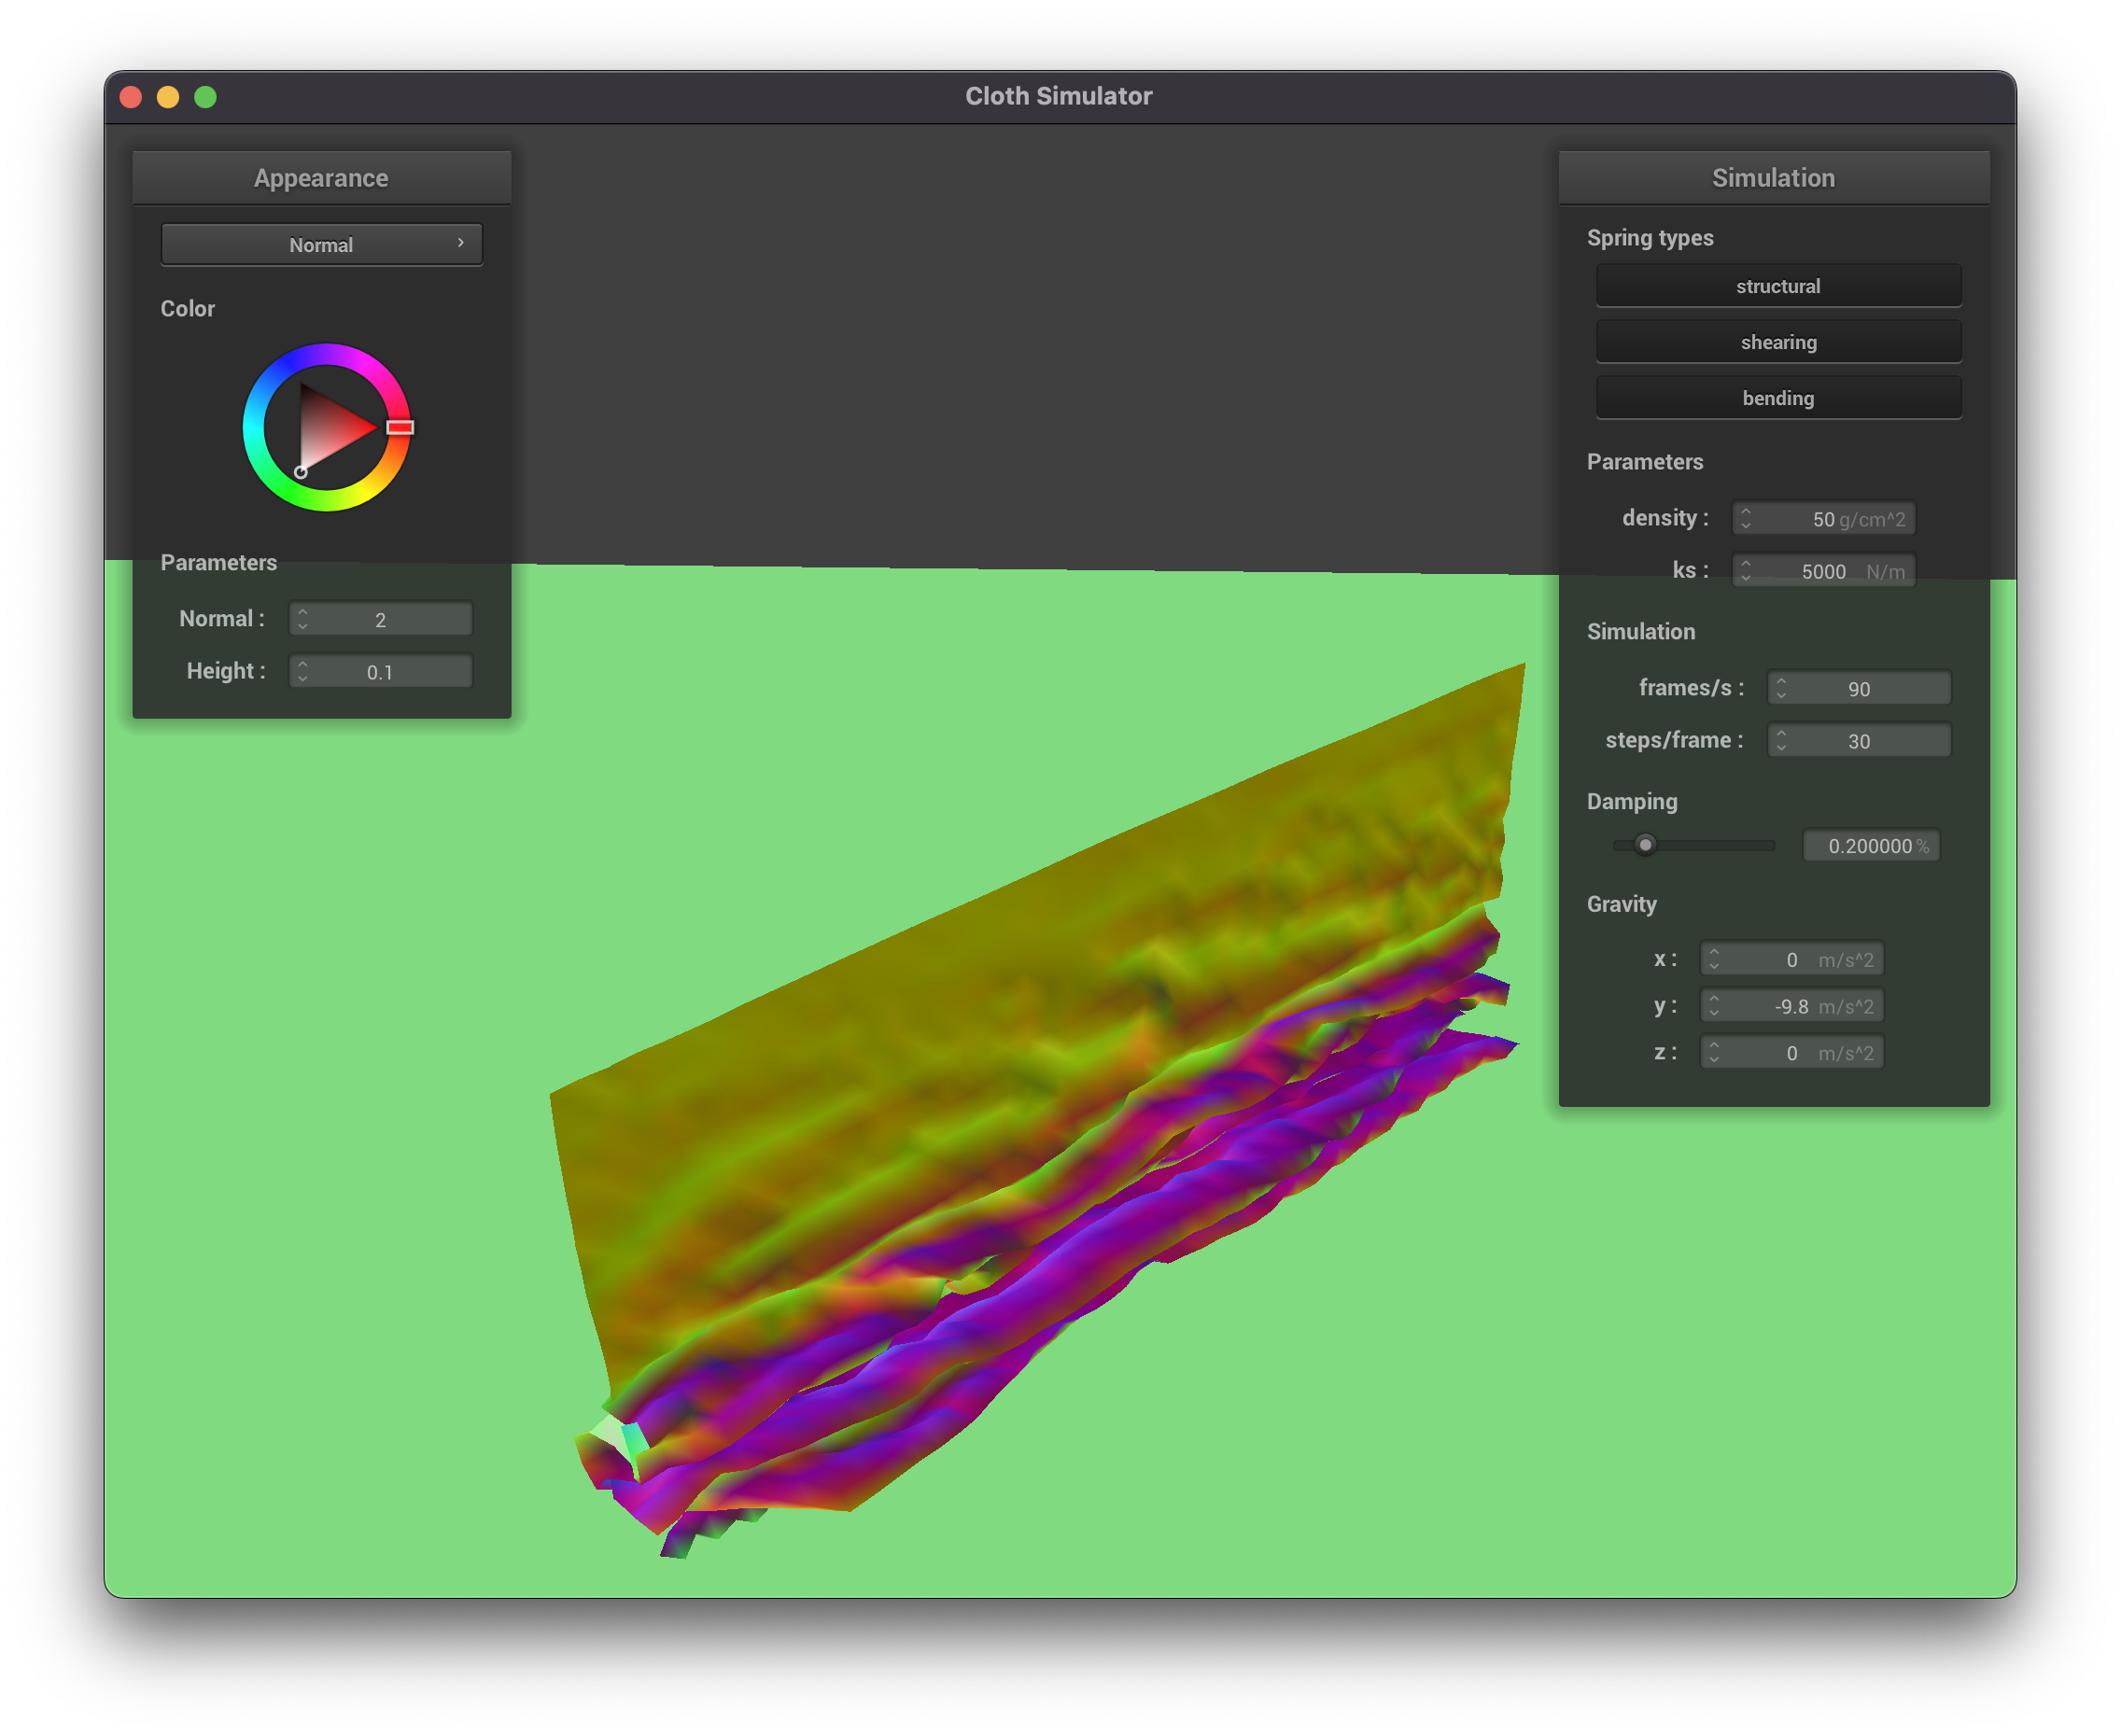 Cloth Simulator
Appearance
Normal
Color
Parameters
Normal : 2
Height : 0.1
Simulation
Spring types
structural
shearing
bending
Parameters
density : 50 g/cm^2
ks : 5000 N/m
Simulation
frames/s : 90
steps/frame : 30
Damping
0.200000 %
Gravity
x : 0 m/s^2
y : -9.8 m/s^2
z : 0 m/s^2